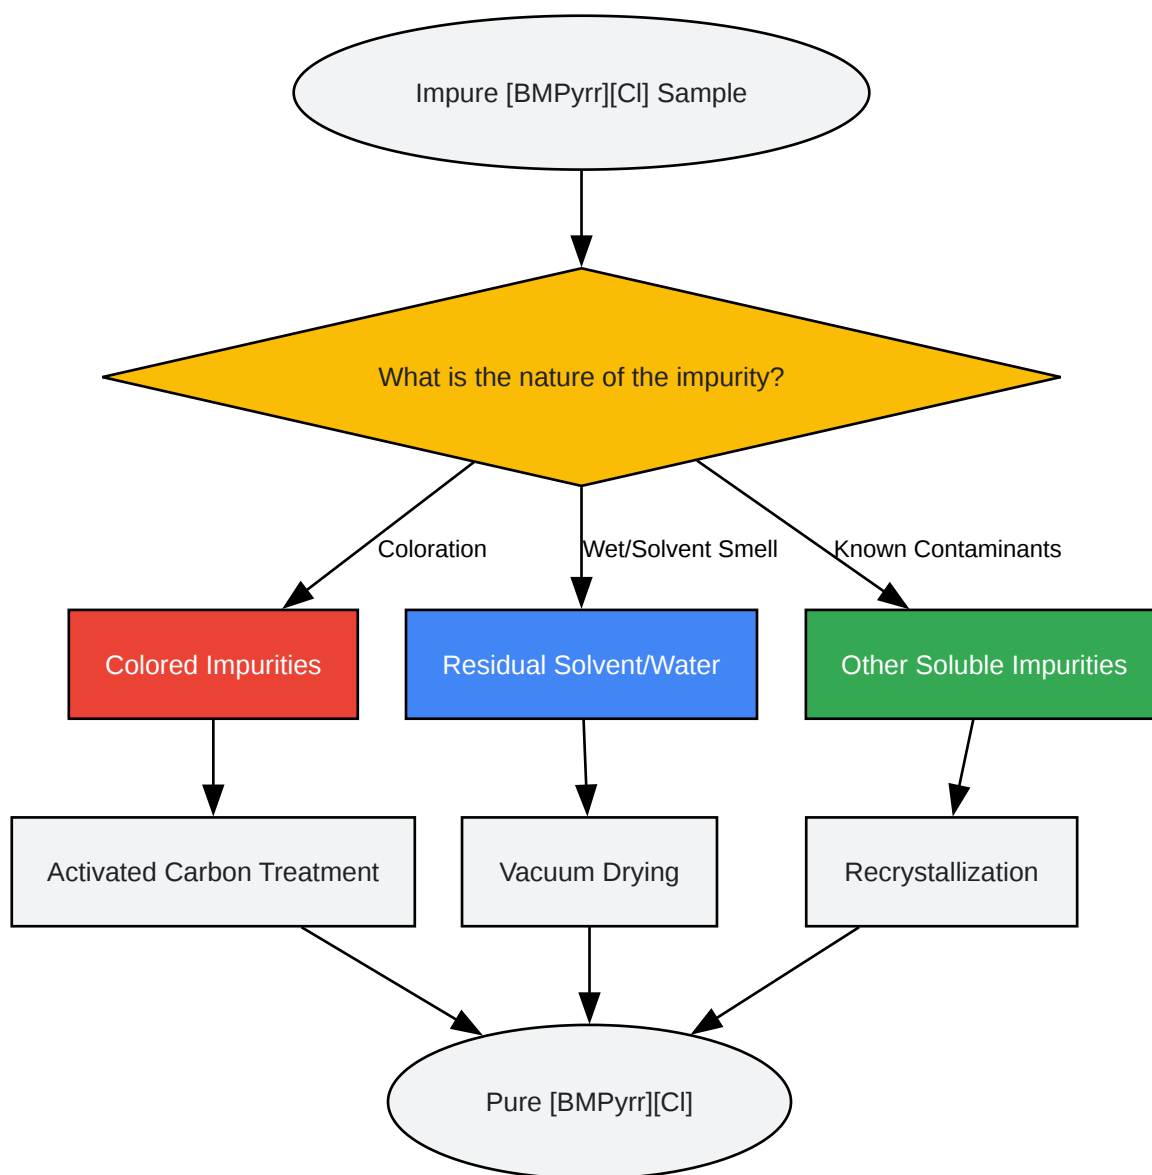 Impure [BMPyrr][Cl] Sample
What is the nature of the impurity?
Coloration
Wet/Solvent Smell
Known Contaminants
Colored Impurities
Residual Solvent/Water
Other Soluble Impurities
Activated Carbon Treatment
Vacuum Drying
Recrystallization
Pure [BMPyrr][Cl]